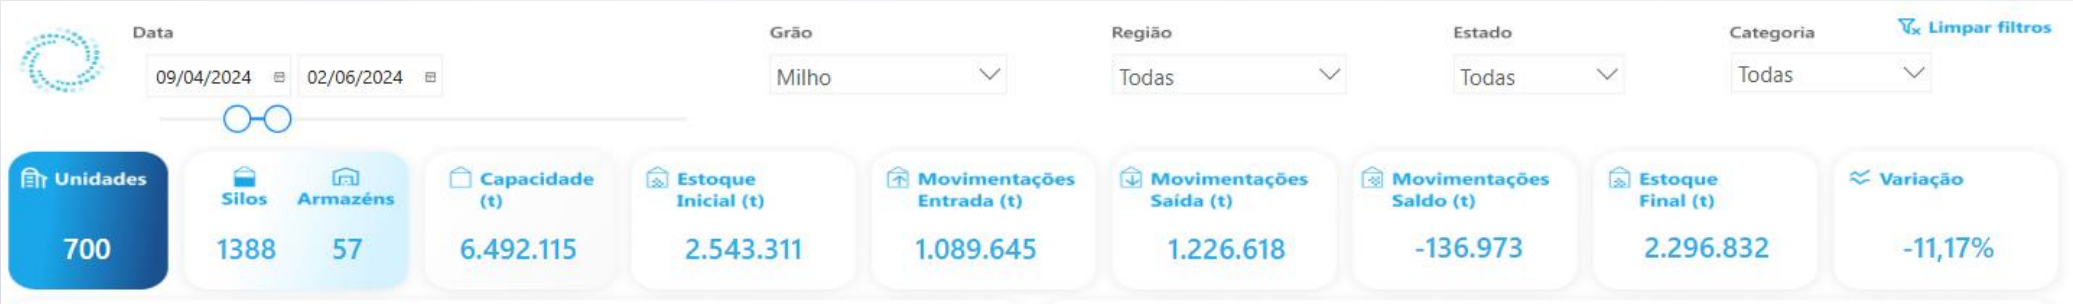 Data
Grão
Região
Estado
Categoria
Limpar filtros
09/04/2024
02/06/2024
Milho
Todas
Todas
Todas
Unidades
700
Silos
1388
Armazéns
57
Capacidade
(t)
6.492.115
Estoque
Inicial (t)
2.543.311
Movimentações
Entrada (t)
1.089.645
Movimentações
Saída (t)
1.226.618
Movimentações
Saldo (t)
-136.973
Estoque
Final (t)
2.296.832
Variação
-11,17%